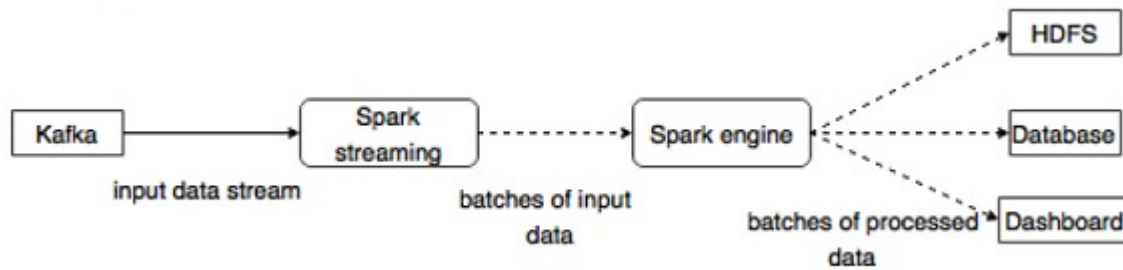 HDFS
Kafka
Spark
streaming
Spark engine
Database
input data stream
batches of input
data
batches of processed
data
Dashboard